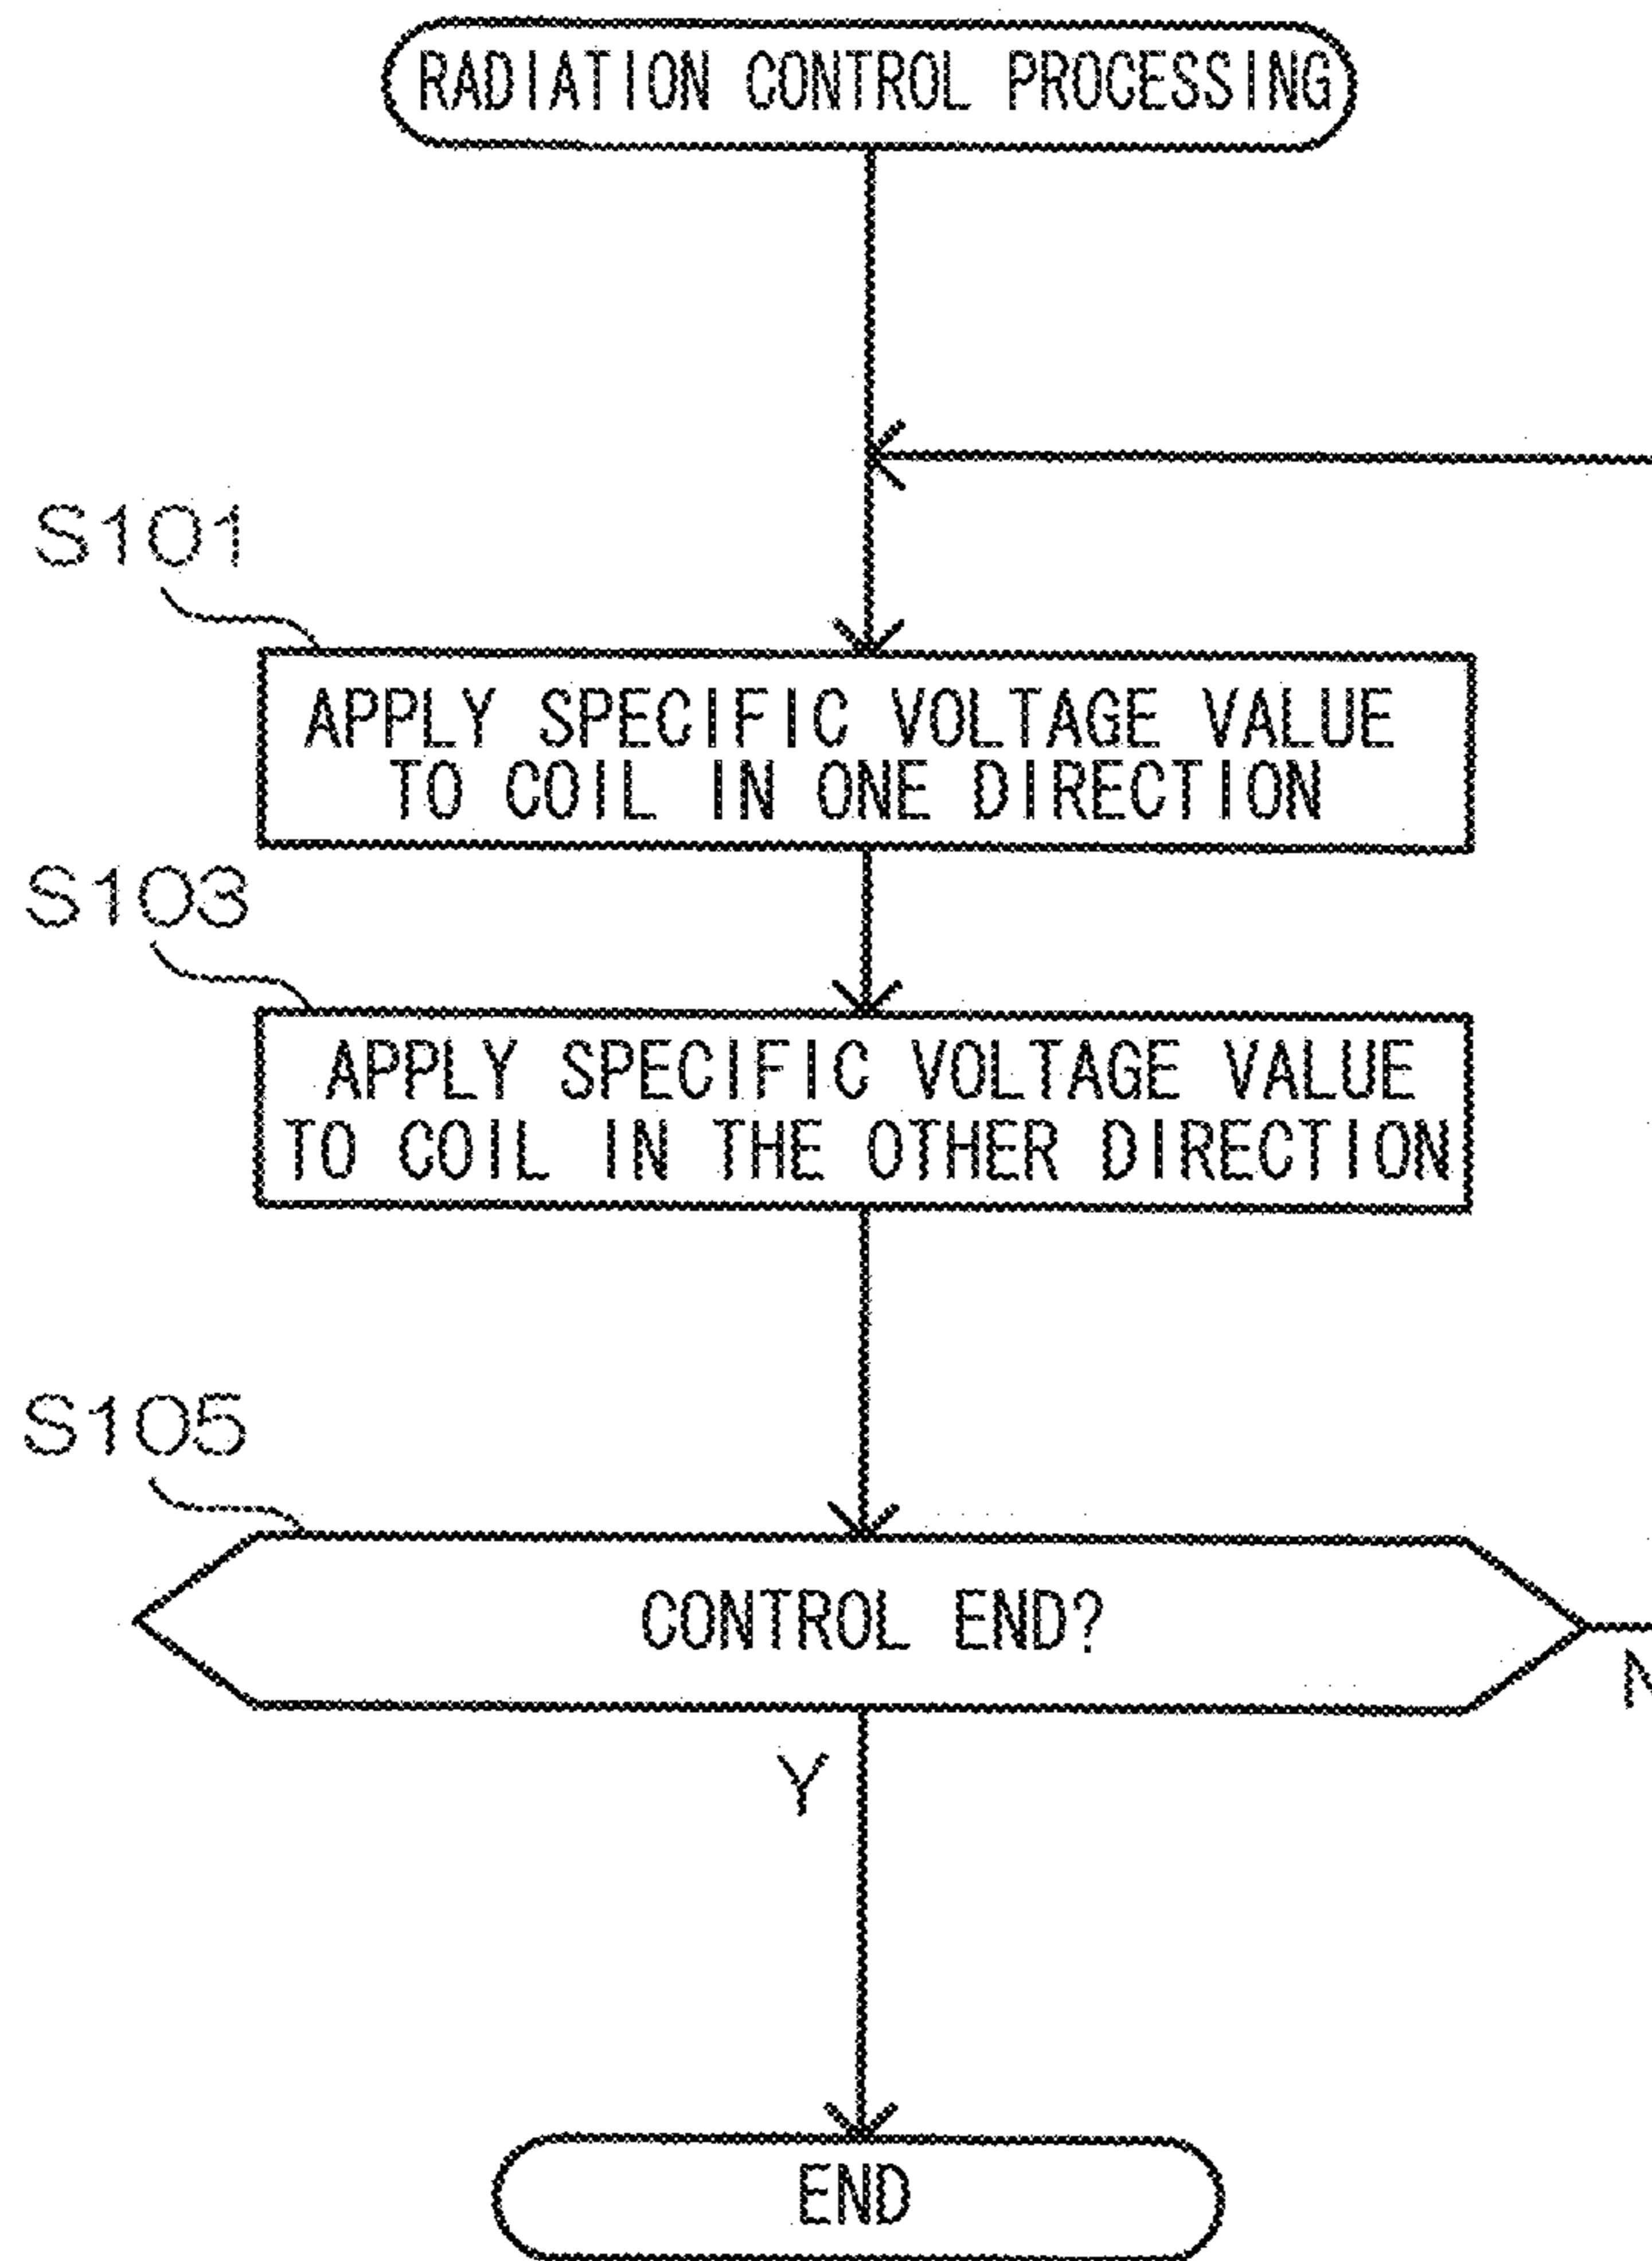 RADIATION CONTROL PROCESSING
S101
APPLY SPECIFIC VOLTAGE VALUE
TO COIL IN ONE DIRECTION
S103
APPLY SPECIFIC VOLTAGE VALUE
TO COIL IN THE OTHER DIRECTION
S105
CONTROL END?
N
Y
END